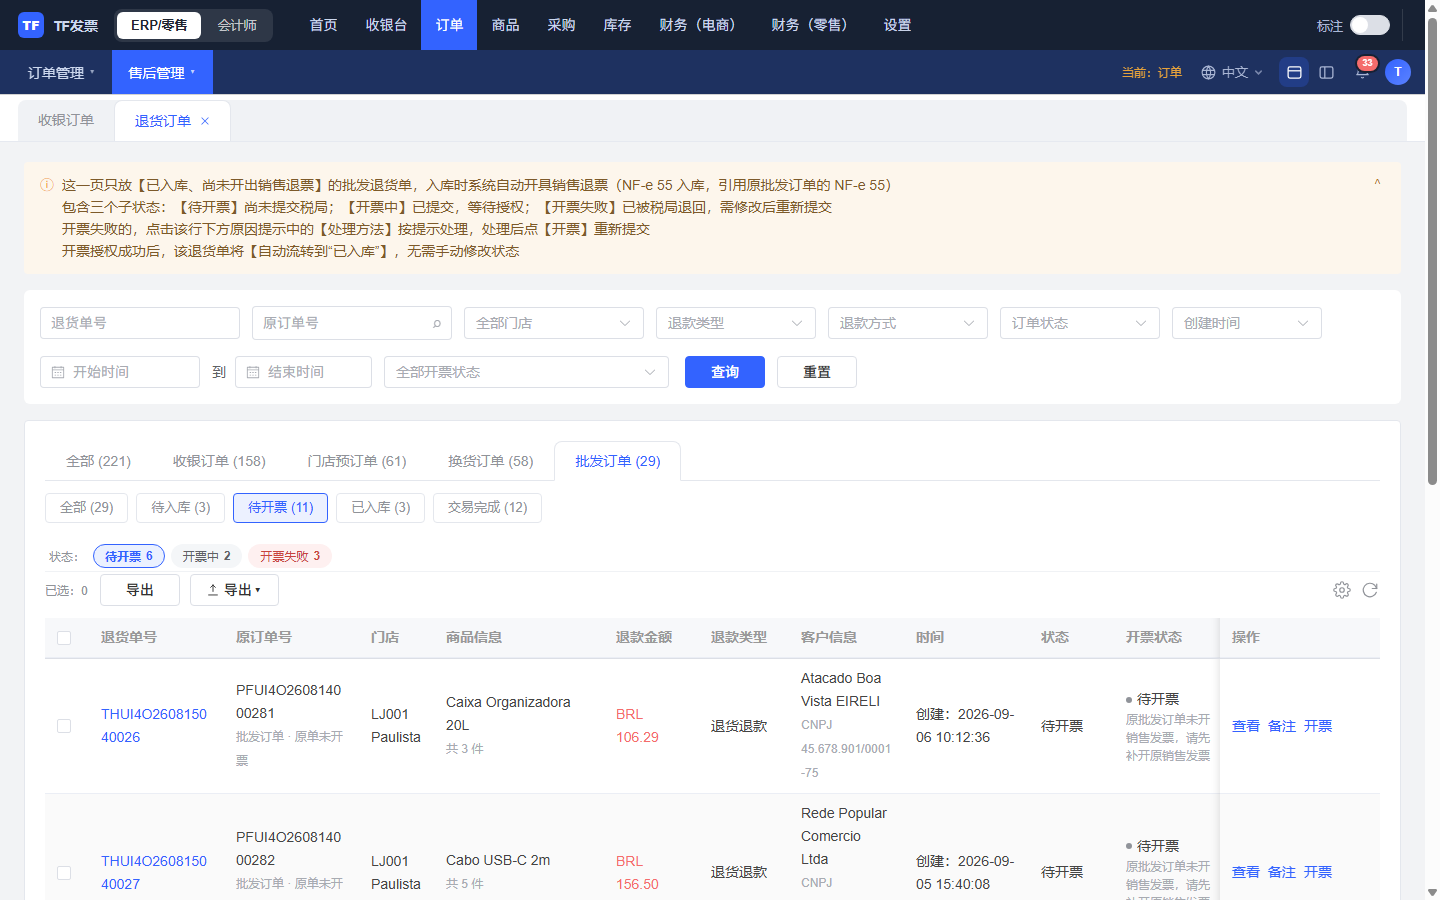 TF TF发票 ERP/零售 会计师 首页 收银台 订单 商品 采购 库存 财务（电商） 财务（零售） 设置 标注
订单管理 售后管理 当前：订单 中文 33 T
收银订单 退货订单 ×
这一页只放【已入库、尚未开出销售退票】的批发退货单，入库时系统自动开具销售退票（NF-e 55 入库，引用原批发订单的 NF-e 55）
包含三个子状态：【待开票】尚未提交税局；【开票中】已提交，等待授权；【开票失败】已被税局退回，需修改后重新提交
开票失败的，点击该行下方原因提示中的【处理方法】按提示处理，处理后点【开票】重新提交
开票授权成功后，该退货单将【自动流转到“已入库”】，无需手动修改状态
退货单号 原订单号 全部门店 退款类型 退款方式 订单状态 创建时间
开始时间 到 结束时间 全部开票状态 查询 重置
全部 (221) 收银订单 (158) 门店预订单 (61) 换货订单 (58) 批发订单 (29)
全部 (29) 待入库 (3) 待开票 (11) 已入库 (3) 交易完成 (12)
状态： 待开票 6 开票中 2 开票失败 3
已选：0 导出 导出
退货单号 原订单号 门店 商品信息 退款金额 退款类型 客户信息 时间 状态 开票状态 操作
THUI4O2608150
40026
PFUI4O2608140
00281
批发订单 · 原单未开
票
LJ001
Paulista
Caixa Organizadora
20L
共 3 件
BRL
106.29
退货退款
Atacado Boa
Vista EIRELI
CNPJ
45.678.901/0001
-75
创建：2026-09-
06 10:12:36
待开票
待开票
原批发订单未开
销售发票，请先
补开原销售发票
查看 备注 开票
THUI4O2608150
40027
PFUI4O2608140
00282
批发订单 · 原单未开
LJ001
Paulista
Cabo USB-C 2m
共 5 件
BRL
156.50
退货退款
Rede Popular
Comercio
Ltda
CNPJ
创建：2026-09-
05 15:40:08
待开票
待开票
原批发订单未开
销售发票，请先
查看 备注 开票